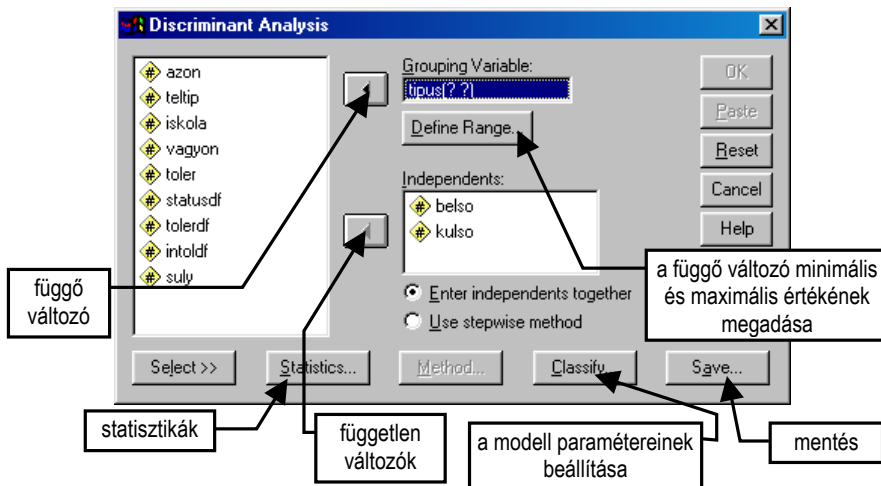 Discriminant Analysis
azon
teltip
iskola
vagyon
toler
statusdf
tolerdf
intoldf
suly
Grouping Variable:
tipus(? ?)
Define Range...
Independents:
belso
kulso
Enter independents together
Use stepwise method
OK
Paste
Reset
Cancel
Help
Select >>
Statistics...
Method...
Classify...
Save...
függő
változó
a függő változó minimális
és maximális értékének
megadása
statisztikák
független
változók
a modell paramétereinek
beállítása
mentés